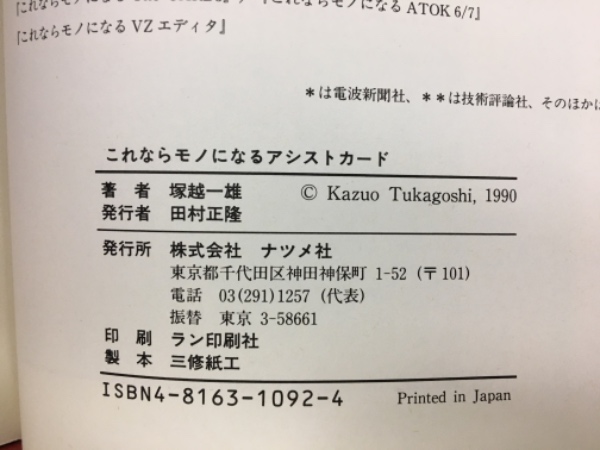 『これならモノになる ATOK 6/7』
『これならモノになる VZ エディタ』
＊は電波新聞社、＊＊は技術評論社、そのほかは
これならモノになるアシストカード
著者 塚越一雄 © Kazuo Tukagoshi, 1990
発行者 田村正隆
発行所 株式会社 ナツメ社
東京都千代田区神田神保町 1-52 (〒101)
電話 03(291)1257 (代表)
振替 東京 3-58661
印刷 ラン印刷社
製本 三修紙工
ISBN4-8163-1092-4 Printed in Japan